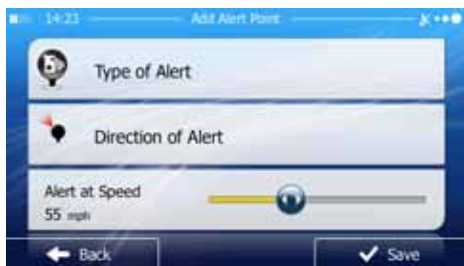 14:23 Add Alert Point
Type of Alert
Direction of Alert
Alert at Speed
55 mph
Back Save